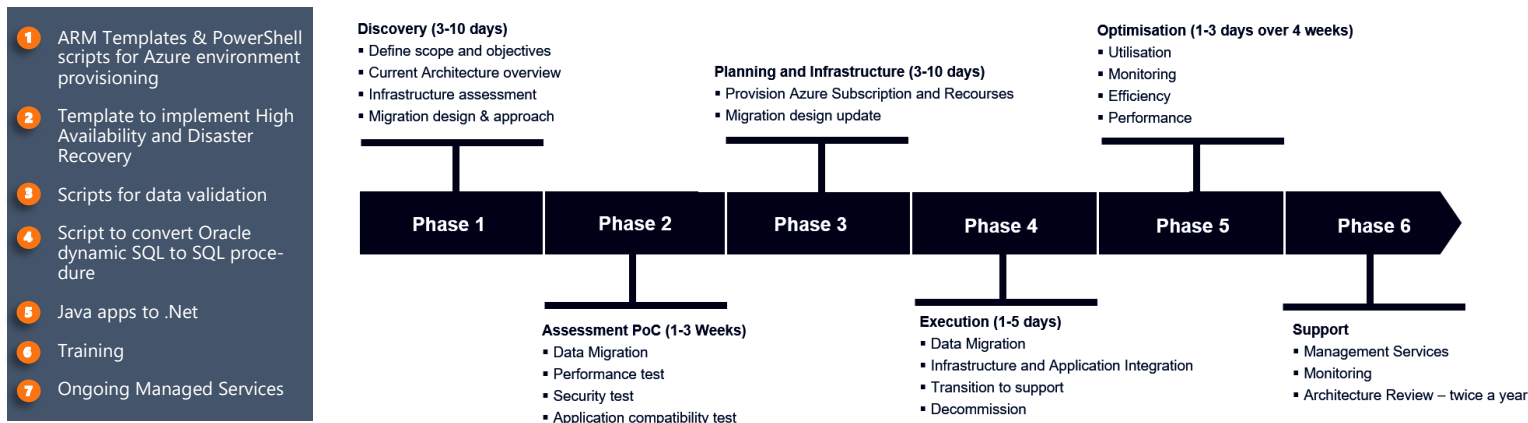 1 ARM Templates & PowerShell
scripts for Azure environment
provisioning
2 Template to implement High
Availability and Disaster
Recovery
3 Scripts for data validation
4 Script to convert Oracle
dynamic SQL to SQL proce-
dure
5 Java apps to .Net
6 Training
7 Ongoing Managed Services
Discovery (3-10 days)
▪ Define scope and objectives
▪ Current Architecture overview
▪ Infrastructure assessment
▪ Migration design & approach
Planning and Infrastructure (3-10 days)
▪ Provision Azure Subscription and Recourses
▪ Migration design update
Optimisation (1-3 days over 4 weeks)
▪ Utilisation
▪ Monitoring
▪ Efficiency
▪ Performance
Phase 1
Phase 2
Phase 3
Phase 4
Phase 5
Phase 6
Assessment PoC (1-3 Weeks)
▪ Data Migration
▪ Performance test
▪ Security test
▪ Application compatibility test
Execution (1-5 days)
▪ Data Migration
▪ Infrastructure and Application Integration
▪ Transition to support
▪ Decommission
Support
▪ Management Services
▪ Monitoring
▪ Architecture Review – twice a year